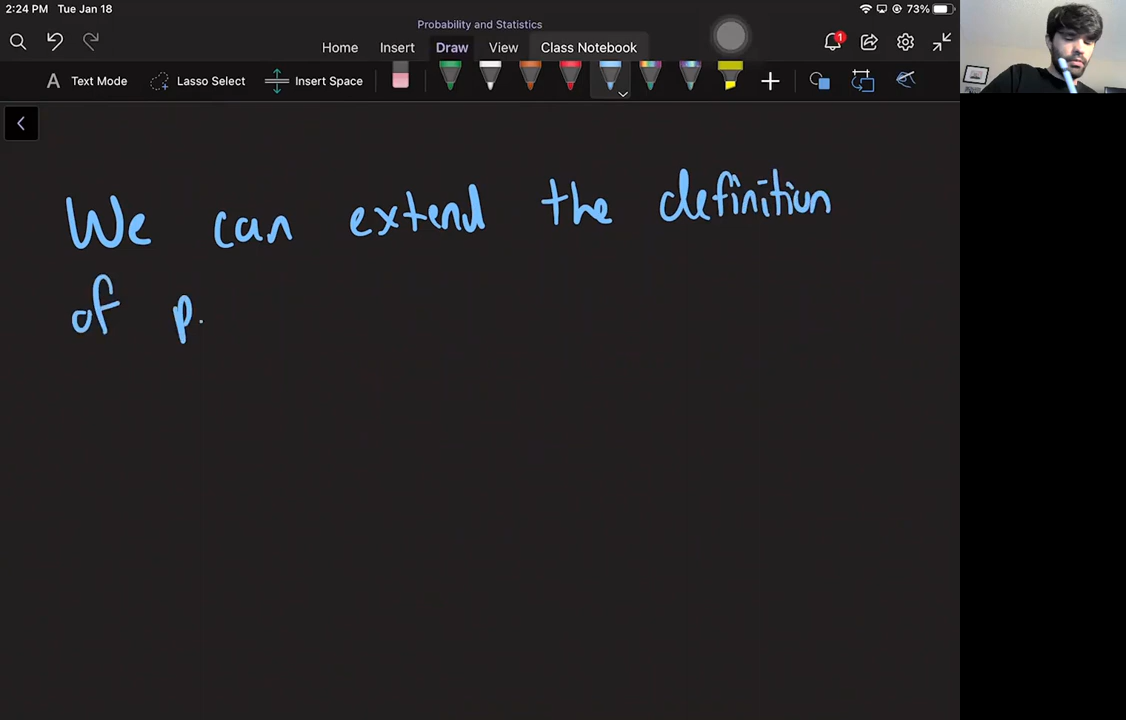 2:24 PM Tue Jan 18
73%
Probability and Statistics
Home Insert Draw View Class Notebook
1
A Text Mode Lasso Select Insert Space
We can extend the definition
of p